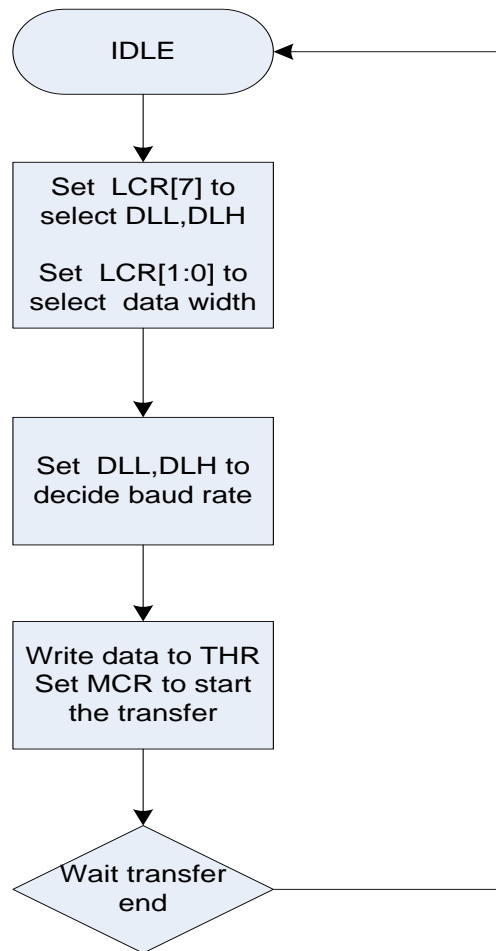 IDLE
Set LCR[7] to
select DLL,DLH
Set LCR[1:0] to
select data width
Set DLL,DLH to
decide baud rate
Write data to THR
Set MCR to start
the transfer
Wait transfer
end